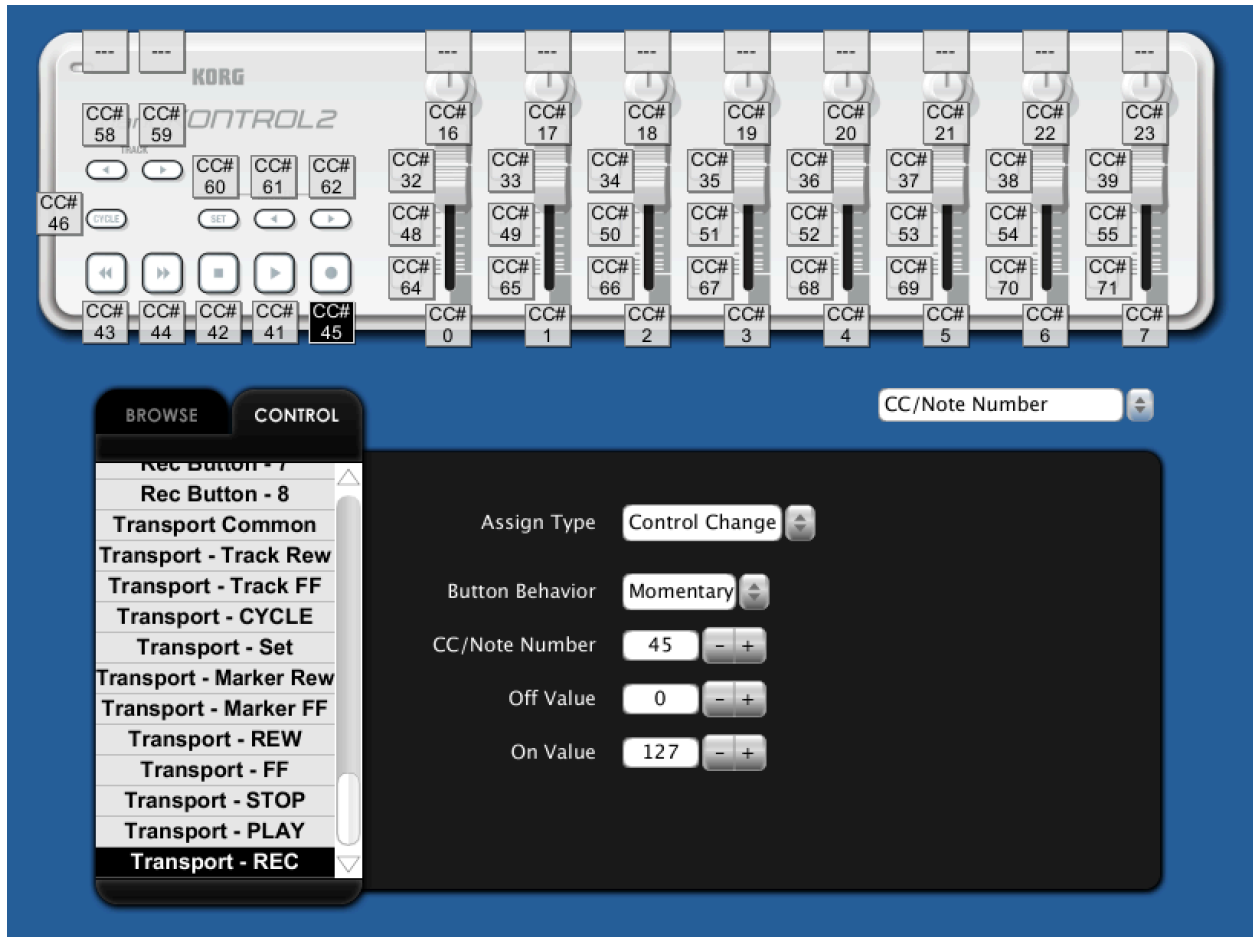 --- --- --- --- --- --- --- --- --- ---
KORG
CONTROL2
CC# 58 CC# 59 CC# 16 CC# 17 CC# 18 CC# 19 CC# 20 CC# 21 CC# 22 CC# 23
TRACK
CC# 60 CC# 61 CC# 62 CC# 32 CC# 33 CC# 34 CC# 35 CC# 36 CC# 37 CC# 38 CC# 39
CC# 46 CYCLE SET CC# 48 CC# 49 CC# 50 CC# 51 CC# 52 CC# 53 CC# 54 CC# 55
CC# 64 CC# 65 CC# 66 CC# 67 CC# 68 CC# 69 CC# 70 CC# 71
CC# 43 CC# 44 CC# 42 CC# 41 CC# 45 CC# 0 CC# 1 CC# 2 CC# 3 CC# 4 CC# 5 CC# 6 CC# 7
BROWSE CONTROL
CC/Note Number
Rec Button - 7
Rec Button - 8
Transport Common
Transport - Track Rew
Transport - Track FF
Transport - CYCLE
Transport - Set
Transport - Marker Rew
Transport - Marker FF
Transport - REW
Transport - FF
Transport - STOP
Transport - PLAY
Transport - REC
Assign Type Control Change
Button Behavior Momentary
CC/Note Number 45 - +
Off Value 0 - +
On Value 127 - +